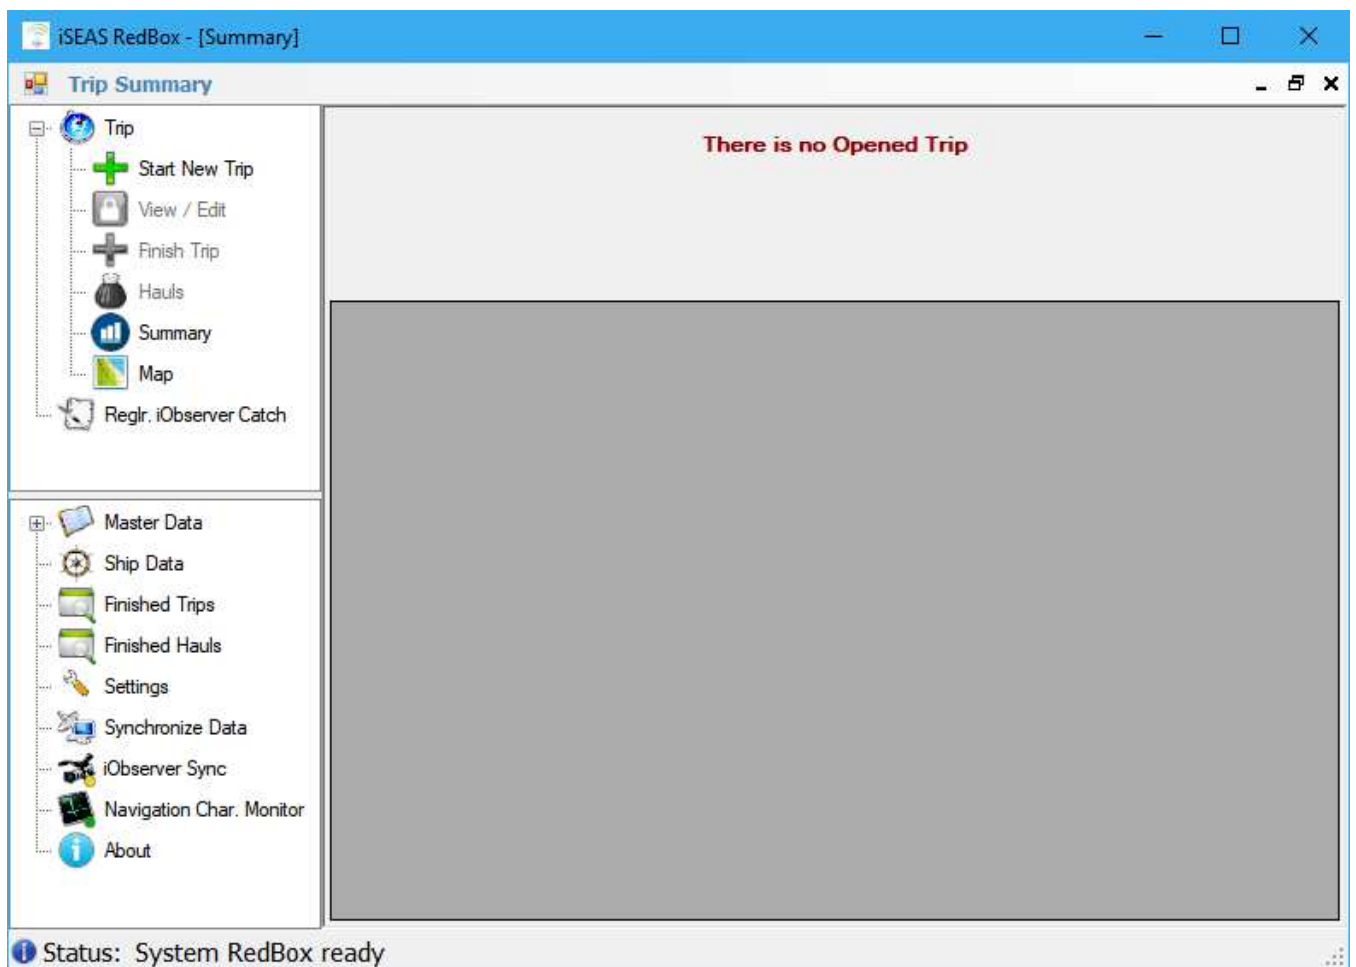 iSEAS RedBox - [Summary]
Trip Summary
Trip
Start New Trip
View / Edit
Finish Trip
Hauls
Summary
Map
Reglr. iObserver Catch
There is no Opened Trip
Master Data
Ship Data
Finished Trips
Finished Hauls
Settings
Synchronize Data
iObserver Sync
Navigation Char. Monitor
About
Status: System RedBox ready